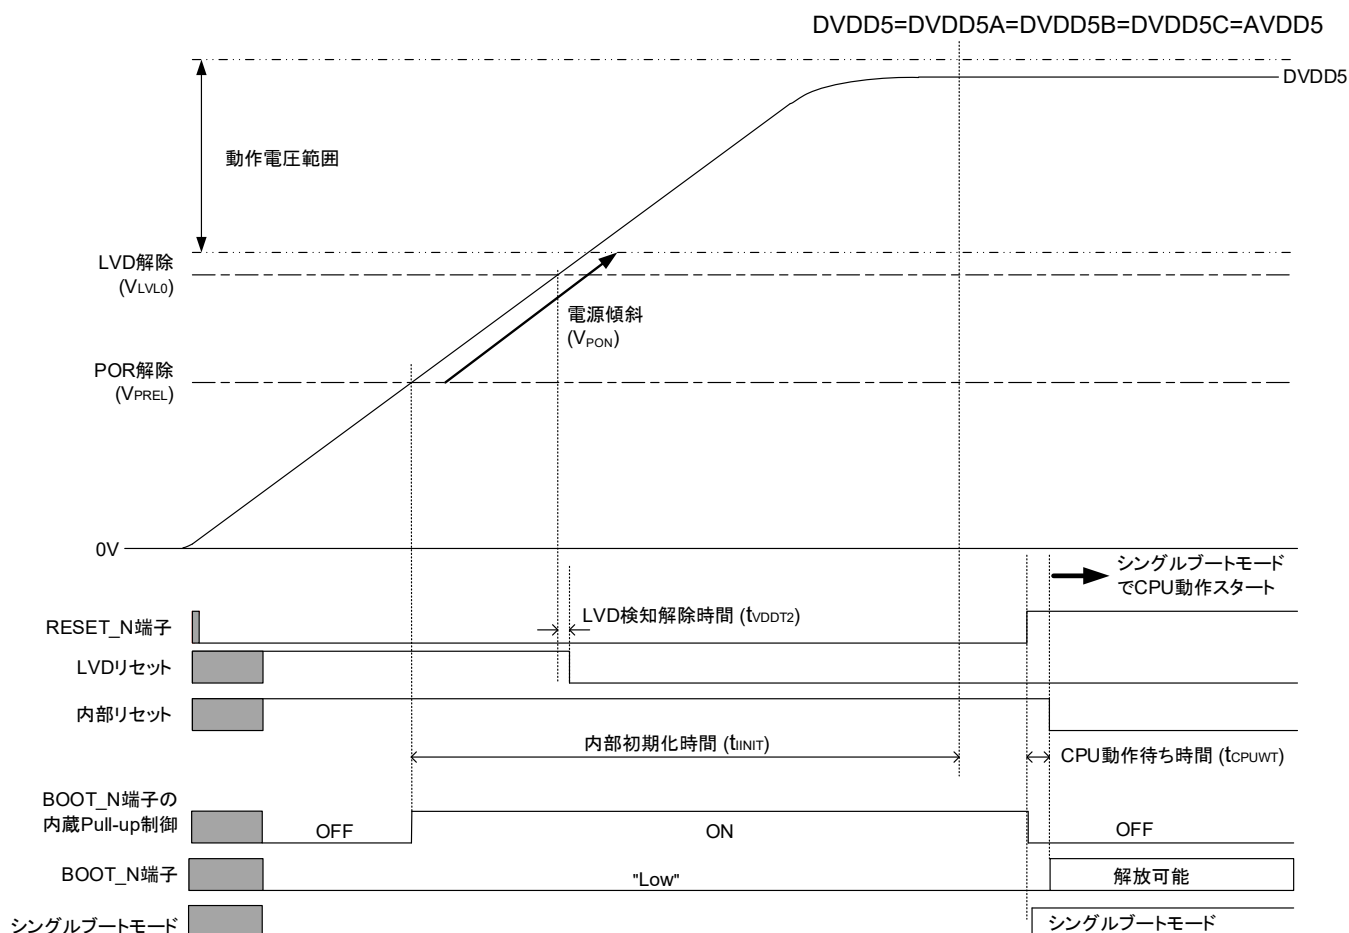 DVDD5=DVDD5A=DVDD5B=DVDD5C=AVDD5
DVDD5
動作電圧範囲
LVD解除
(VLVL0)
電源傾斜
(VPON)
POR解除
(VPREL)
0V
シングルブートモード
でCPU動作スタート
RESET_N端子
LVD検知解除時間 (tVDDT2)
LVDリセット
内部リセット
内部初期化時間 (tIINIT)
CPU動作待ち時間 (tCPUWT)
BOOT_N端子の
内蔵Pull-up制御
OFF
ON
OFF
BOOT_N端子
"Low"
解放可能
シングルブートモード
シングルブートモード